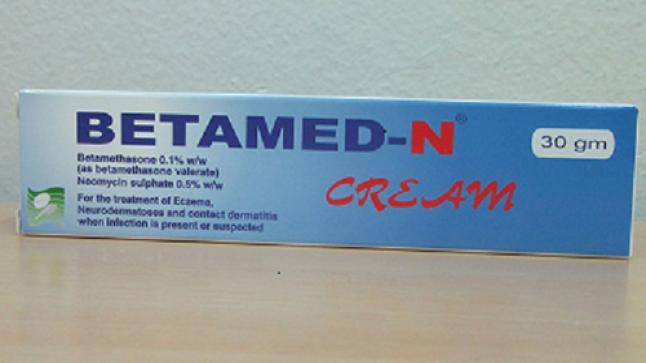 BETAMED-N®
30 gm
Betamethasone 0.1% w/w
(as betamethasone valerate)
Neomycin sulphate 0.5% w/w
CREAM
For the treatment of Eczema,
Neurodermatoses and contact dermatitis
when infection is present or suspected